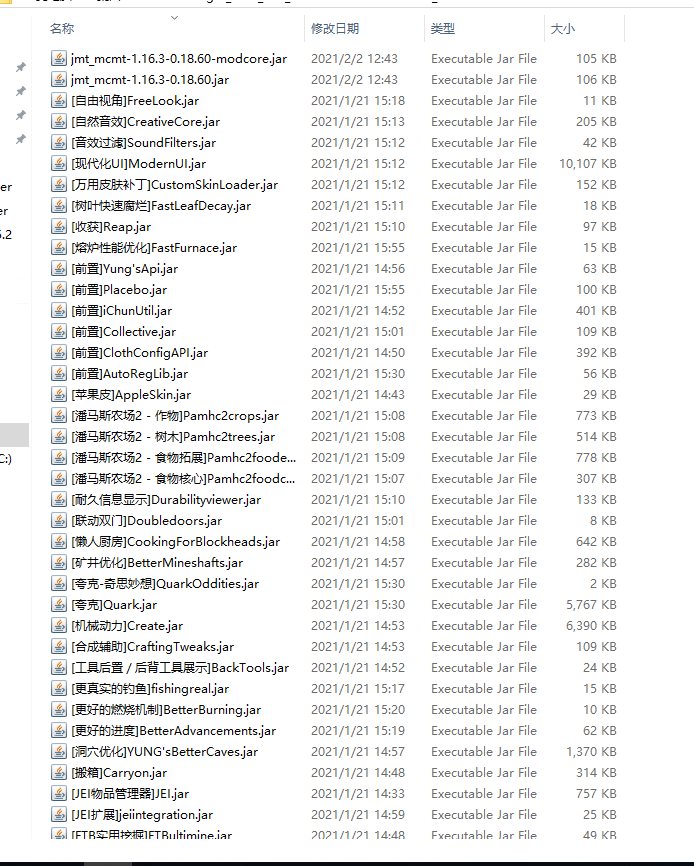 名称 修改日期 类型 大小
jmt_mcmt-1.16.3-0.18.60-modcore.jar 2021/2/2 12:43 Executable Jar File 105 KB
jmt_mcmt-1.16.3-0.18.60.jar 2021/2/2 12:43 Executable Jar File 106 KB
[自由视角]FreeLook.jar 2021/1/21 15:18 Executable Jar File 11 KB
[自然音效]CreativeCore.jar 2021/1/21 15:13 Executable Jar File 205 KB
[音效过滤]SoundFilters.jar 2021/1/21 15:12 Executable Jar File 42 KB
[现代化UI]ModernUI.jar 2021/1/21 15:12 Executable Jar File 10,107 KB
[万用皮肤补丁]CustomSkinLoader.jar 2021/1/21 15:12 Executable Jar File 152 KB
er
[树叶快速腐烂]FastLeafDecay.jar 2021/1/21 15:11 Executable Jar File 18 KB
er
[收获]Reap.jar 2021/1/21 15:10 Executable Jar File 97 KB
5.2
[熔炉性能优化]FastFurnace.jar 2021/1/21 15:55 Executable Jar File 15 KB
[前置]Yung'sApi.jar 2021/1/21 14:56 Executable Jar File 63 KB
[前置]Placebo.jar 2021/1/21 15:55 Executable Jar File 100 KB
[前置]iChunUtil.jar 2021/1/21 14:52 Executable Jar File 401 KB
[前置]Collective.jar 2021/1/21 15:01 Executable Jar File 109 KB
[前置]ClothConfigAPI.jar 2021/1/21 14:50 Executable Jar File 392 KB
[前置]AutoRegLib.jar 2021/1/21 15:30 Executable Jar File 56 KB
[苹果皮]AppleSkin.jar 2021/1/21 14:43 Executable Jar File 29 KB
[潘马斯农场2 - 作物]Pamhc2crops.jar 2021/1/21 15:08 Executable Jar File 773 KB
[潘马斯农场2 - 树木]Pamhc2trees.jar 2021/1/21 15:08 Executable Jar File 514 KB
C:)
[潘马斯农场2 - 食物拓展]Pamhc2foode... 2021/1/21 15:09 Executable Jar File 778 KB
[潘马斯农场2 - 食物核心]Pamhc2foodc... 2021/1/21 15:07 Executable Jar File 307 KB
[耐久信息显示]Durabilityviewer.jar 2021/1/21 15:10 Executable Jar File 133 KB
[联动双门]Doubledoors.jar 2021/1/21 15:01 Executable Jar File 8 KB
[懒人厨房]CookingForBlockheads.jar 2021/1/21 14:58 Executable Jar File 642 KB
[矿井优化]BetterMineshafts.jar 2021/1/21 14:57 Executable Jar File 282 KB
[夸克-奇思妙想]QuarkOddities.jar 2021/1/21 15:30 Executable Jar File 2 KB
[夸克]Quark.jar 2021/1/21 15:30 Executable Jar File 5,767 KB
[机械动力]Create.jar 2021/1/21 14:53 Executable Jar File 6,390 KB
[合成辅助]CraftingTweaks.jar 2021/1/21 14:53 Executable Jar File 109 KB
[工具后置 / 后背工具展示]BackTools.jar 2021/1/21 14:52 Executable Jar File 24 KB
[更真实的钓鱼]fishingreal.jar 2021/1/21 15:17 Executable Jar File 15 KB
[更好的燃烧机制]BetterBurning.jar 2021/1/21 15:20 Executable Jar File 10 KB
[更好的进度]BetterAdvancements.jar 2021/1/21 15:19 Executable Jar File 62 KB
[洞穴优化]YUNG'sBetterCaves.jar 2021/1/21 14:57 Executable Jar File 1,370 KB
[搬箱]Carryon.jar 2021/1/21 14:48 Executable Jar File 314 KB
[JEI物品管理器]JEI.jar 2021/1/21 14:33 Executable Jar File 757 KB
[JEI扩展]jeiintegration.jar 2021/1/21 14:59 Executable Jar File 25 KB
[FTB实用挖掘]FTBultimine.jar 2021/1/21 14:48 Executable Jar File 49 KB